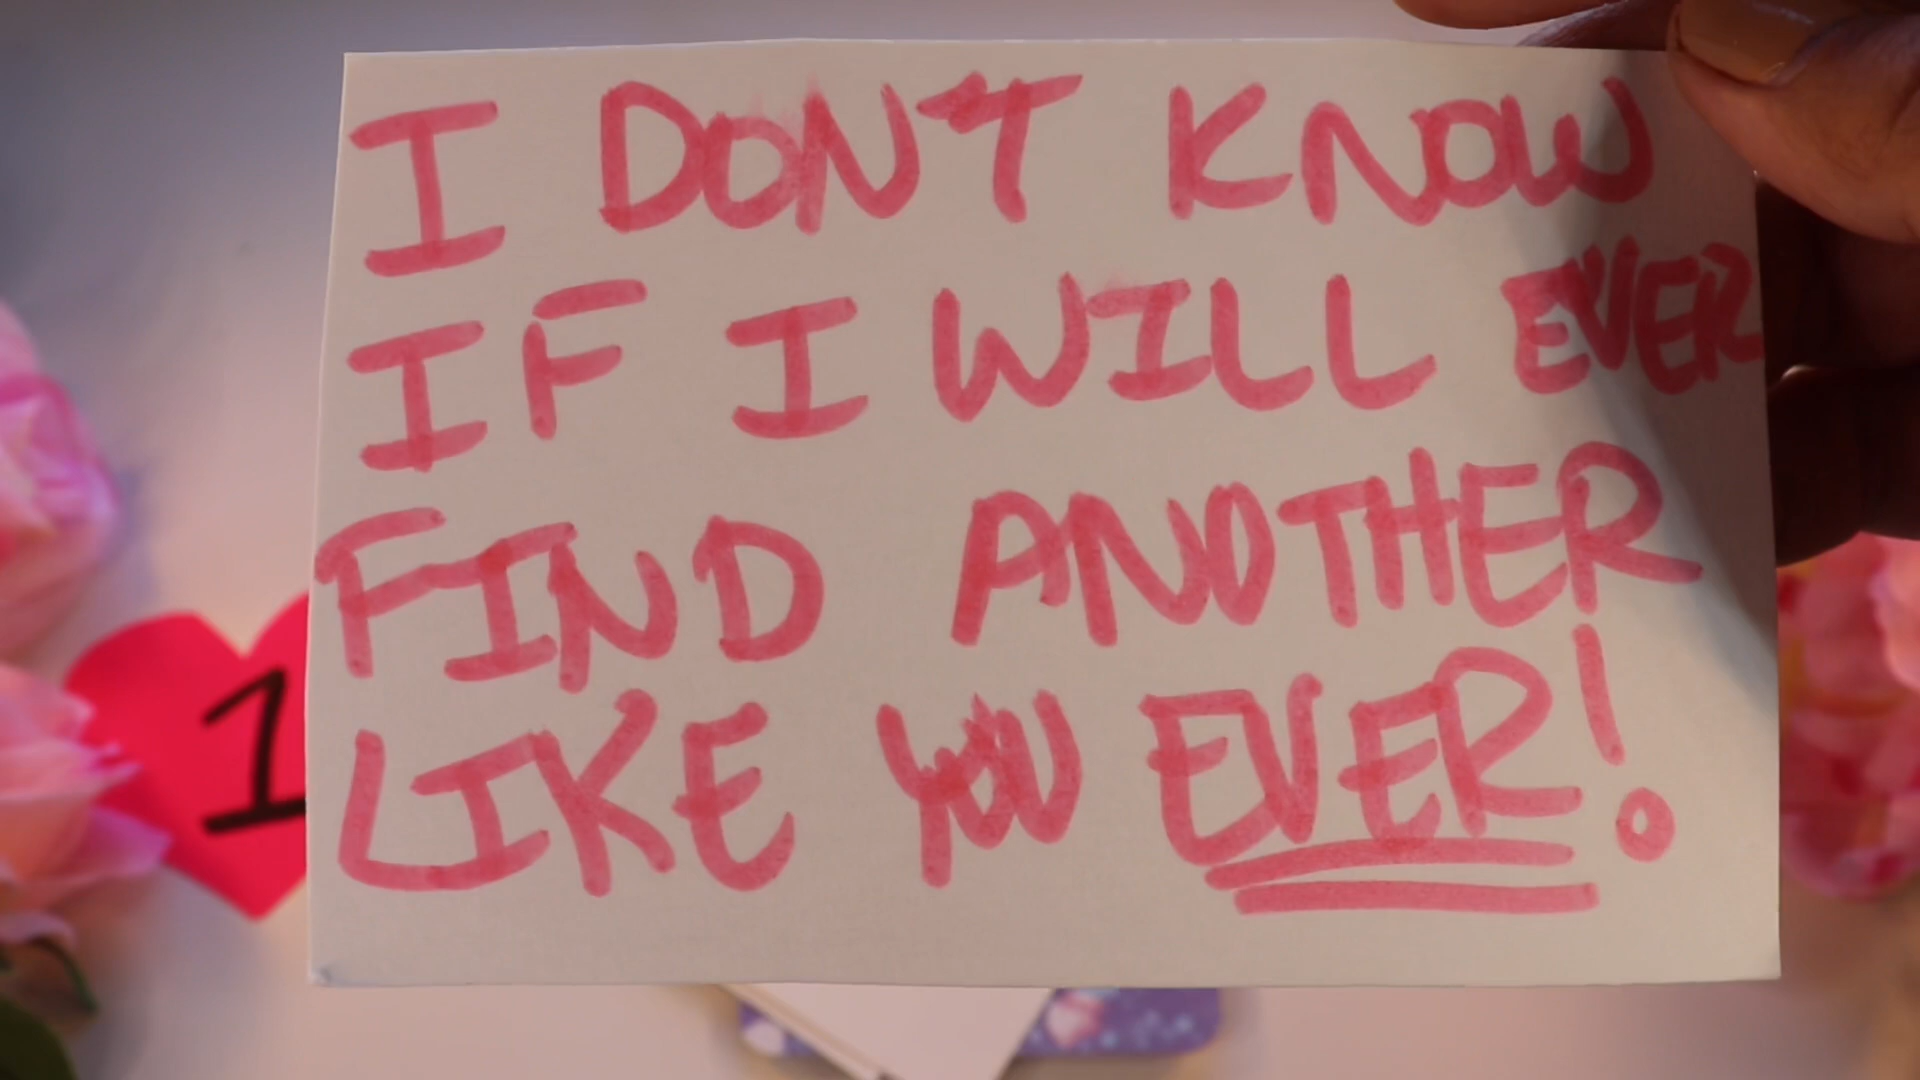 I DON'T KNOW
IF I WILL EVER
FIND ANOTHER
LIKE YOU EVER!
1